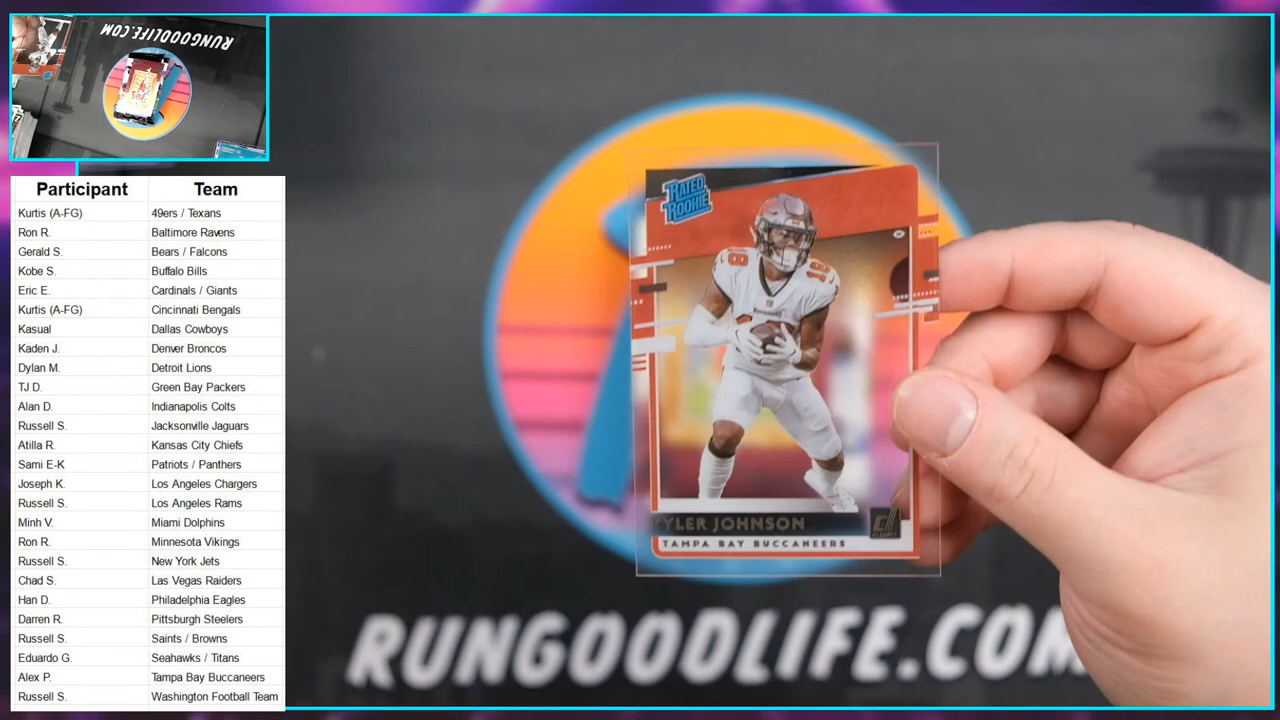 RUNGOODLIFE.COM
Participant Team
Kurtis (A-FG) 49ers / Texans
Ron R. Baltimore Ravens
Gerald S. Bears / Falcons
Kobe S. Buffalo Bills
Eric E. Cardinals / Giants
Kurtis (A-FG) Cincinnati Bengals
Kasual Dallas Cowboys
Kaden J. Denver Broncos
Dylan M. Detroit Lions
TJ D. Green Bay Packers
Alan D. Indianapolis Colts
Russell S. Jacksonville Jaguars
Atilla R. Kansas City Chiefs
Sami E-K Patriots / Panthers
Joseph K. Los Angeles Chargers
Russell S. Los Angeles Rams
Minh V. Miami Dolphins
Ron R. Minnesota Vikings
Russell S. New York Jets
Chad S. Las Vegas Raiders
Han D. Philadelphia Eagles
Darren R. Pittsburgh Steelers
Russell S. Saints / Browns
Eduardo G. Seahawks / Titans
Alex P. Tampa Bay Buccaneers
Russell S. Washington Football Team
RATED
ROOKIE
18
18
TYLER JOHNSON
TAMPA BAY BUCCANEERS
RUNGOODLIFE.COM